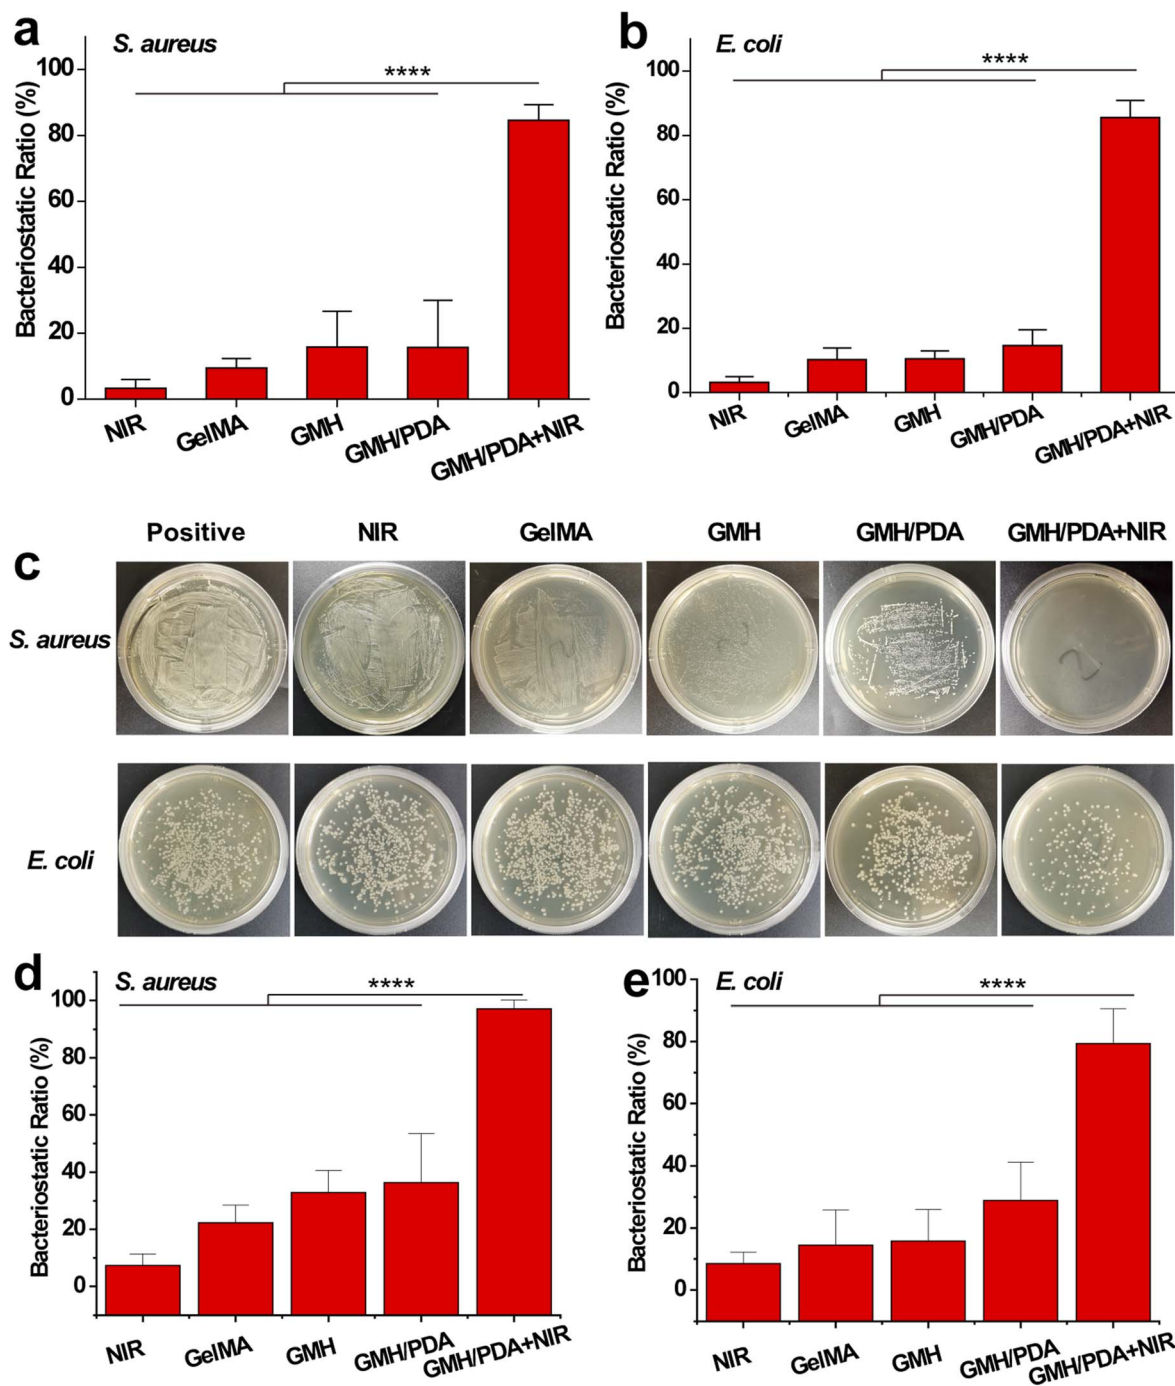 a
S. aureus
****
Bacteriostatic Ratio (%)
100
80
60
40
20
0
NIR
GelMA
GMH
GMH/PDA
GMH/PDA+NIR
b
E. coli
****
Bacteriostatic Ratio (%)
100
80
60
40
20
0
NIR
GelMA
GMH
GMH/PDA
GMH/PDA+NIR
c
Positive NIR GelMA GMH GMH/PDA GMH/PDA+NIR
S. aureus
E. coli
d
S. aureus
****
Bacteriostatic Ratio (%)
100
80
60
40
20
0
NIR
GelMA
GMH
GMH/PDA
GMH/PDA+NIR
e
E. coli
****
Bacteriostatic Ratio (%)
100
80
60
40
20
0
NIR
GelMA
GMH
GMH/PDA
GMH/PDA+NIR